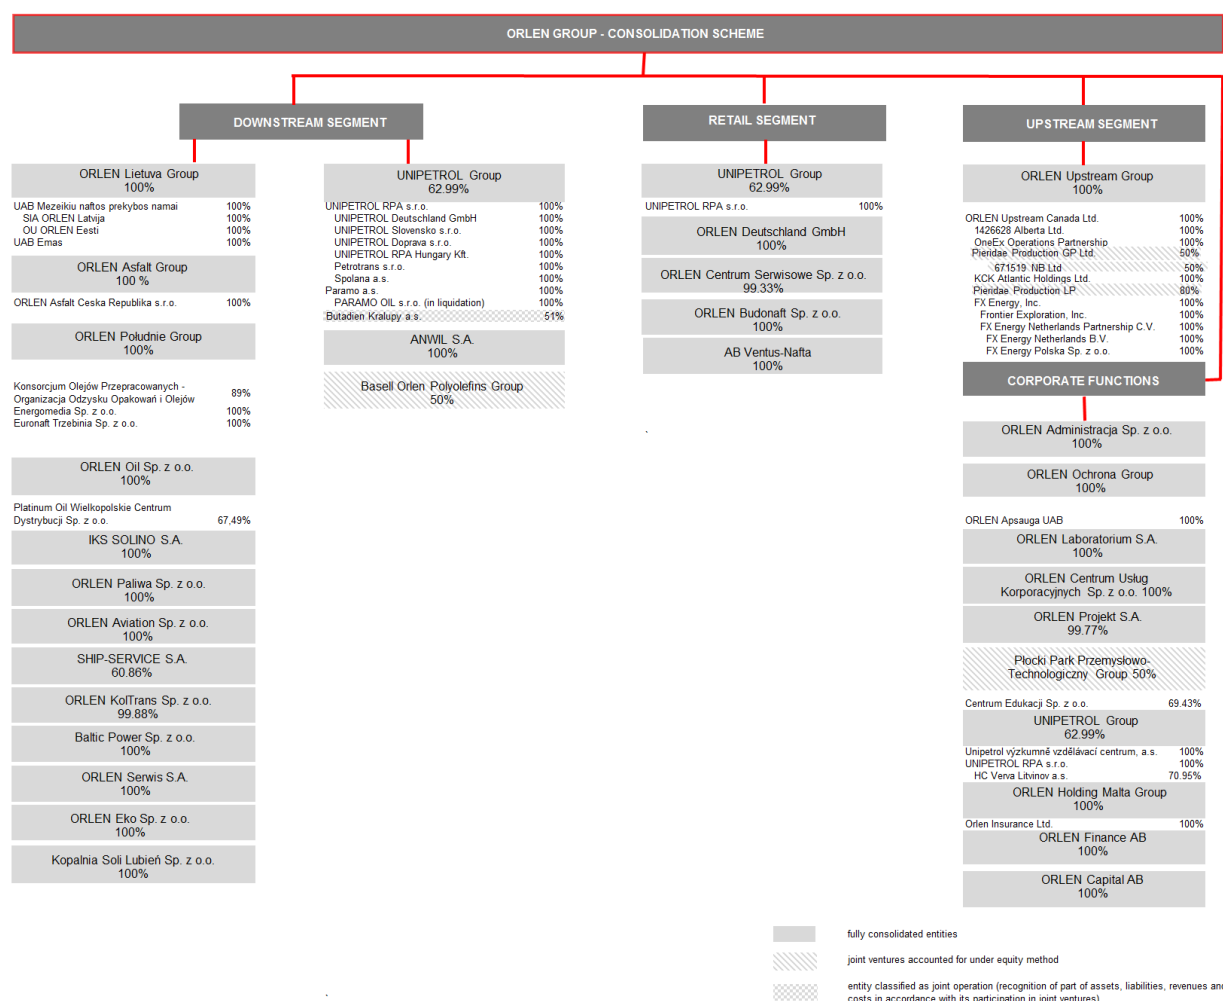 ORLEN GROUP - CONSOLIDATION SCHEME
DOWNSTREAM SEGMENT
ORLEN Lietuva Group
100%
UAB Mezeikiu naftos prekybos namai 100%
SIA ORLEN Latvija 100%
OU ORLEN Eesti 100%
UAB Emas 100%
ORLEN Asfalt Group
100 %
ORLEN Asfalt Ceska Republika s.r.o. 100%
ORLEN Południe Group
100%
Konsorcjum Olejów Przepracowanych -
Organizacja Odzysku Opakowań i Olejów 89%
Energomedia Sp. z o.o. 100%
Euronaft Trzebinia Sp. z o.o. 100%
ORLEN Oil Sp. z o.o.
100%
Platinum Oil Wielkopolskie Centrum
Dystrybucji Sp. z o.o. 67,49%
IKS SOLINO S.A.
100%
ORLEN Paliwa Sp. z o.o.
100%
ORLEN Aviation Sp. z o.o.
100%
SHIP-SERVICE S.A.
60.86%
ORLEN KolTrans Sp. z o.o.
99.88%
Baltic Power Sp. z o.o.
100%
ORLEN Serwis S.A.
100%
ORLEN Eko Sp. z o.o.
100%
Kopalnia Soli Lubień Sp. z o.o.
100%
UNIPETROL Group
62.99%
UNIPETROL RPA s.r.o. 100%
UNIPETROL Deutschland GmbH 100%
UNIPETROL Slovensko s.r.o. 100%
UNIPETROL Doprava s.r.o. 100%
UNIPETROL RPA Hungary Kft. 100%
Petrotrans s.r.o. 100%
Spolana a.s. 100%
Paramo a.s. 100%
PARAMO OIL s.r.o. (in liquidation) 100%
Butadien Kralupy a.s. 51%
ANWIL S.A.
100%
Basell Orlen Polyolefins Group
50%
RETAIL SEGMENT
UNIPETROL Group
62.99%
UNIPETROL RPA s.r.o. 100%
ORLEN Deutschland GmbH
100%
ORLEN Centrum Serwisowe Sp. z o.o.
99.33%
ORLEN Budonaft Sp. z o.o.
100%
AB Ventus-Nafta
100%
UPSTREAM SEGMENT
ORLEN Upstream Group
100%
ORLEN Upstream Canada Ltd. 100%
1426628 Alberta Ltd. 100%
OneEx Operations Partnership 100%
Pieridae Production GP Ltd. 50%
671519 NB Ltd 50%
KCK Atlantic Holdings Ltd. 100%
Pieridae Production LP 80%
FX Energy, Inc. 100%
Frontier Exploration, Inc. 100%
FX Energy Netherlands Partnership C.V. 100%
FX Energy Netherlands B.V. 100%
FX Energy Polska Sp. z o.o. 100%
CORPORATE FUNCTIONS
ORLEN Administracja Sp. z o.o.
100%
ORLEN Ochrona Group
100%
ORLEN Apsauga UAB 100%
ORLEN Laboratorium S.A.
100%
ORLEN Centrum Usług
Korporacyjnych Sp. z o.o. 100%
ORLEN Projekt S.A.
99.77%
Płocki Park Przemysłowo-
Technologiczny Group 50%
Centrum Edukacji Sp. z o.o. 69.43%
UNIPETROL Group
62.99%
Unipetrol výzkumně vzdělávací centrum, a.s. 100%
UNIPETROL RPA s.r.o. 100%
HC Verva Litvinov a.s. 70.95%
ORLEN Holding Malta Group
100%
Orlen Insurance Ltd. 100%
ORLEN Finance AB
100%
ORLEN Capital AB
100%
fully consolidated entities
joint ventures accounted for under equity method
entity classified as joint operation (recognition of part of assets, liabilities, revenues and
costs in accordance with its participation in joint ventures)